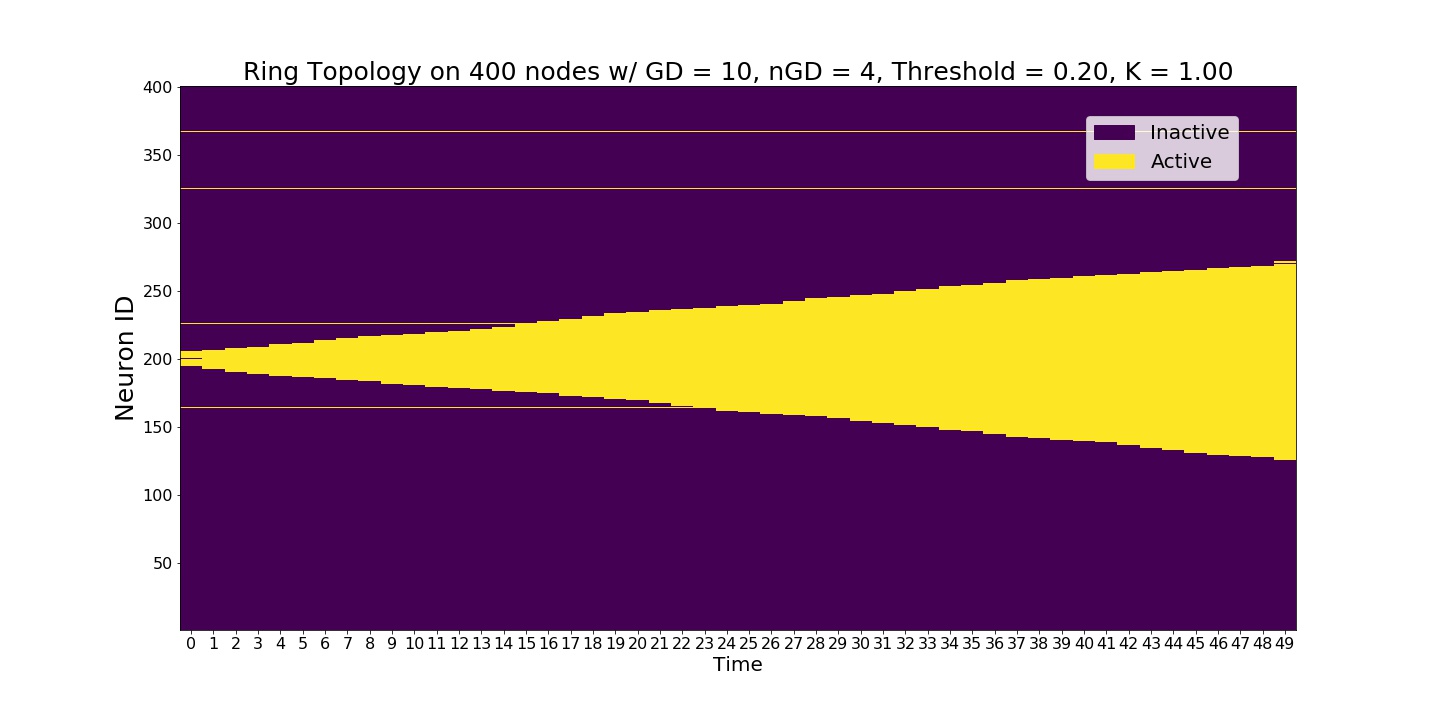 Ring Topology on 400 nodes w/ GD = 10, nGD = 4, Threshold = 0.20, K = 1.00
400
350
300
250
200
150
100
50
Neuron ID
Inactive
Active
0 1 2 3 4 5 6 7 8 9 10 11 12 13 14 15 16 17 18 19 20 21 22 23 24 25 26 27 28 29 30 31 32 33 34 35 36 37 38 39 40 41 42 43 44 45 46 47 48 49
Time